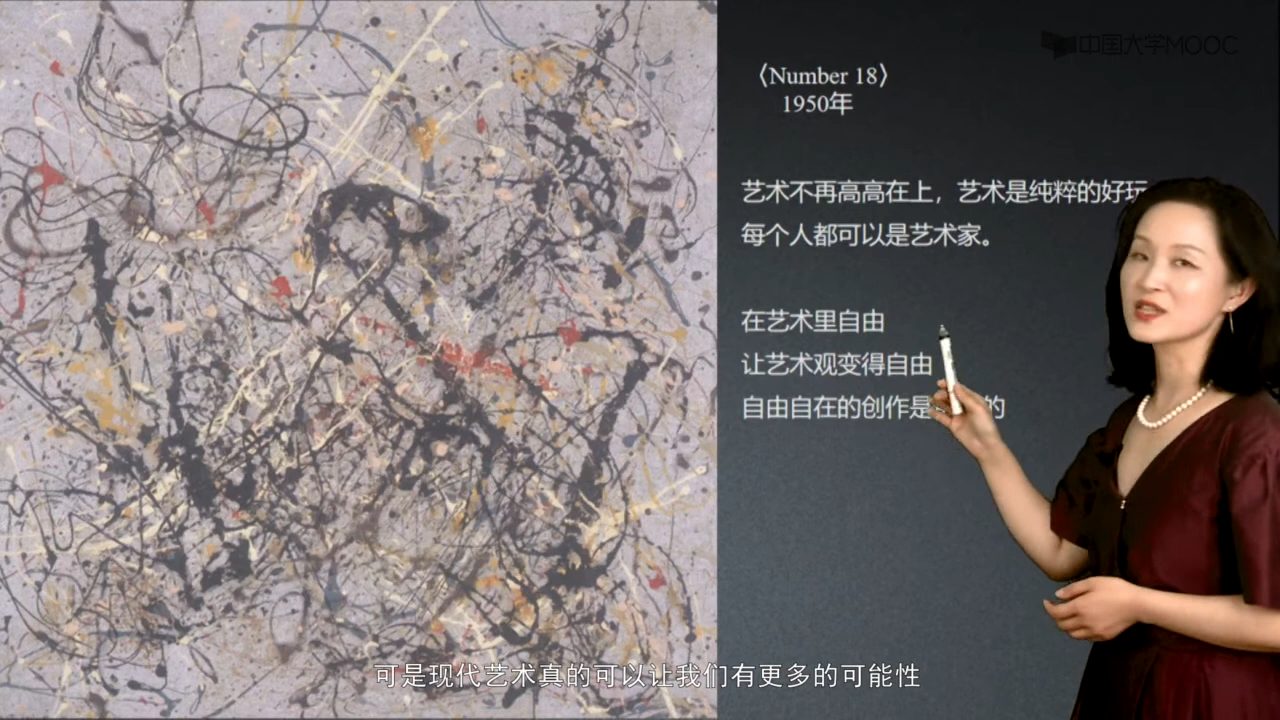 中国大学MOOC
〈Number 18〉
1950年
艺术不再高高在上，艺术是纯粹的好玩
每个人都可以是艺术家。
在艺术里自由
让艺术观变得自由
自由自在的创作是 的
可是现代艺术真的可以让我们有更多的可能性